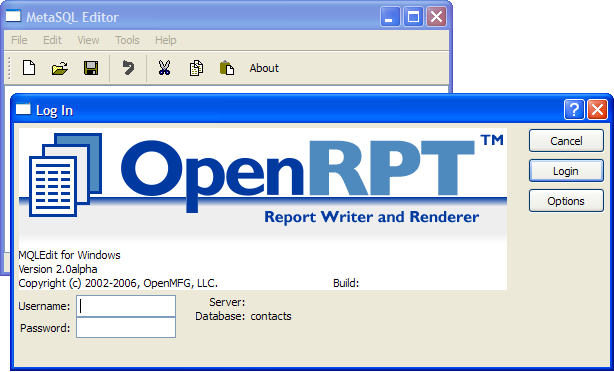 MetaSQL Editor
File Edit View Tools Help
About
Log In
OpenRPT™
Report Writer and Renderer
Cancel
Login
Options
MQLEdit for Windows
Version 2.0alpha
Copyright (c) 2002-2006, OpenMFG, LLC. Build:
Username: Server:
Database: contacts
Password: